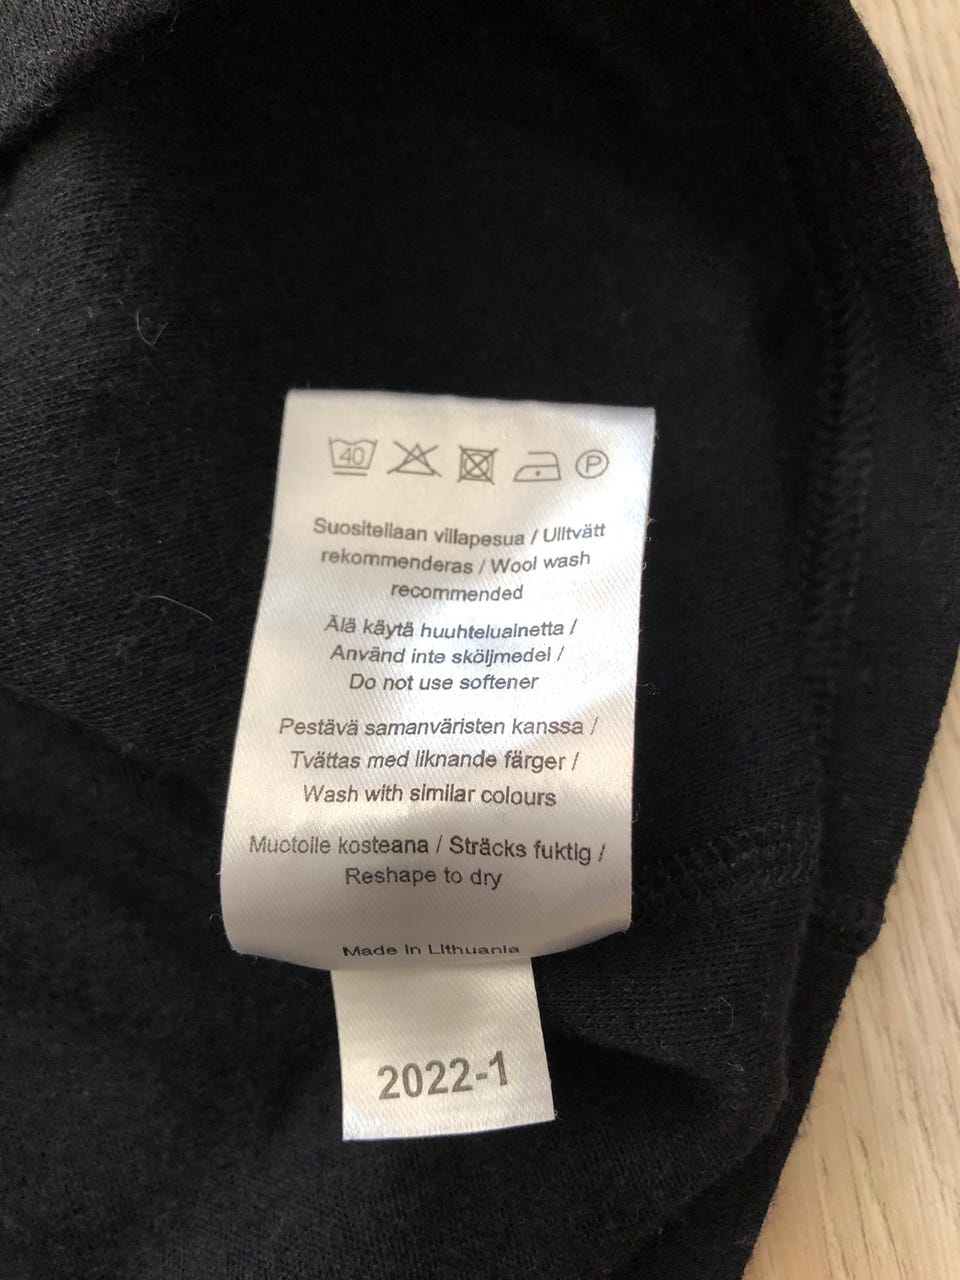 40 P
Suositellaan villapesua / Ulltvätt
rekommenderas / Wool wash
recommended
Älä käytä huuhteluainetta /
Använd inte sköljmedel /
Do not use softener
Pestävä samanväristen kanssa /
Tvättas med liknande färger /
Wash with similar colours
Muotoile kosteana / Sträcks fuktig /
Reshape to dry
Made in Lithuania
2022-1